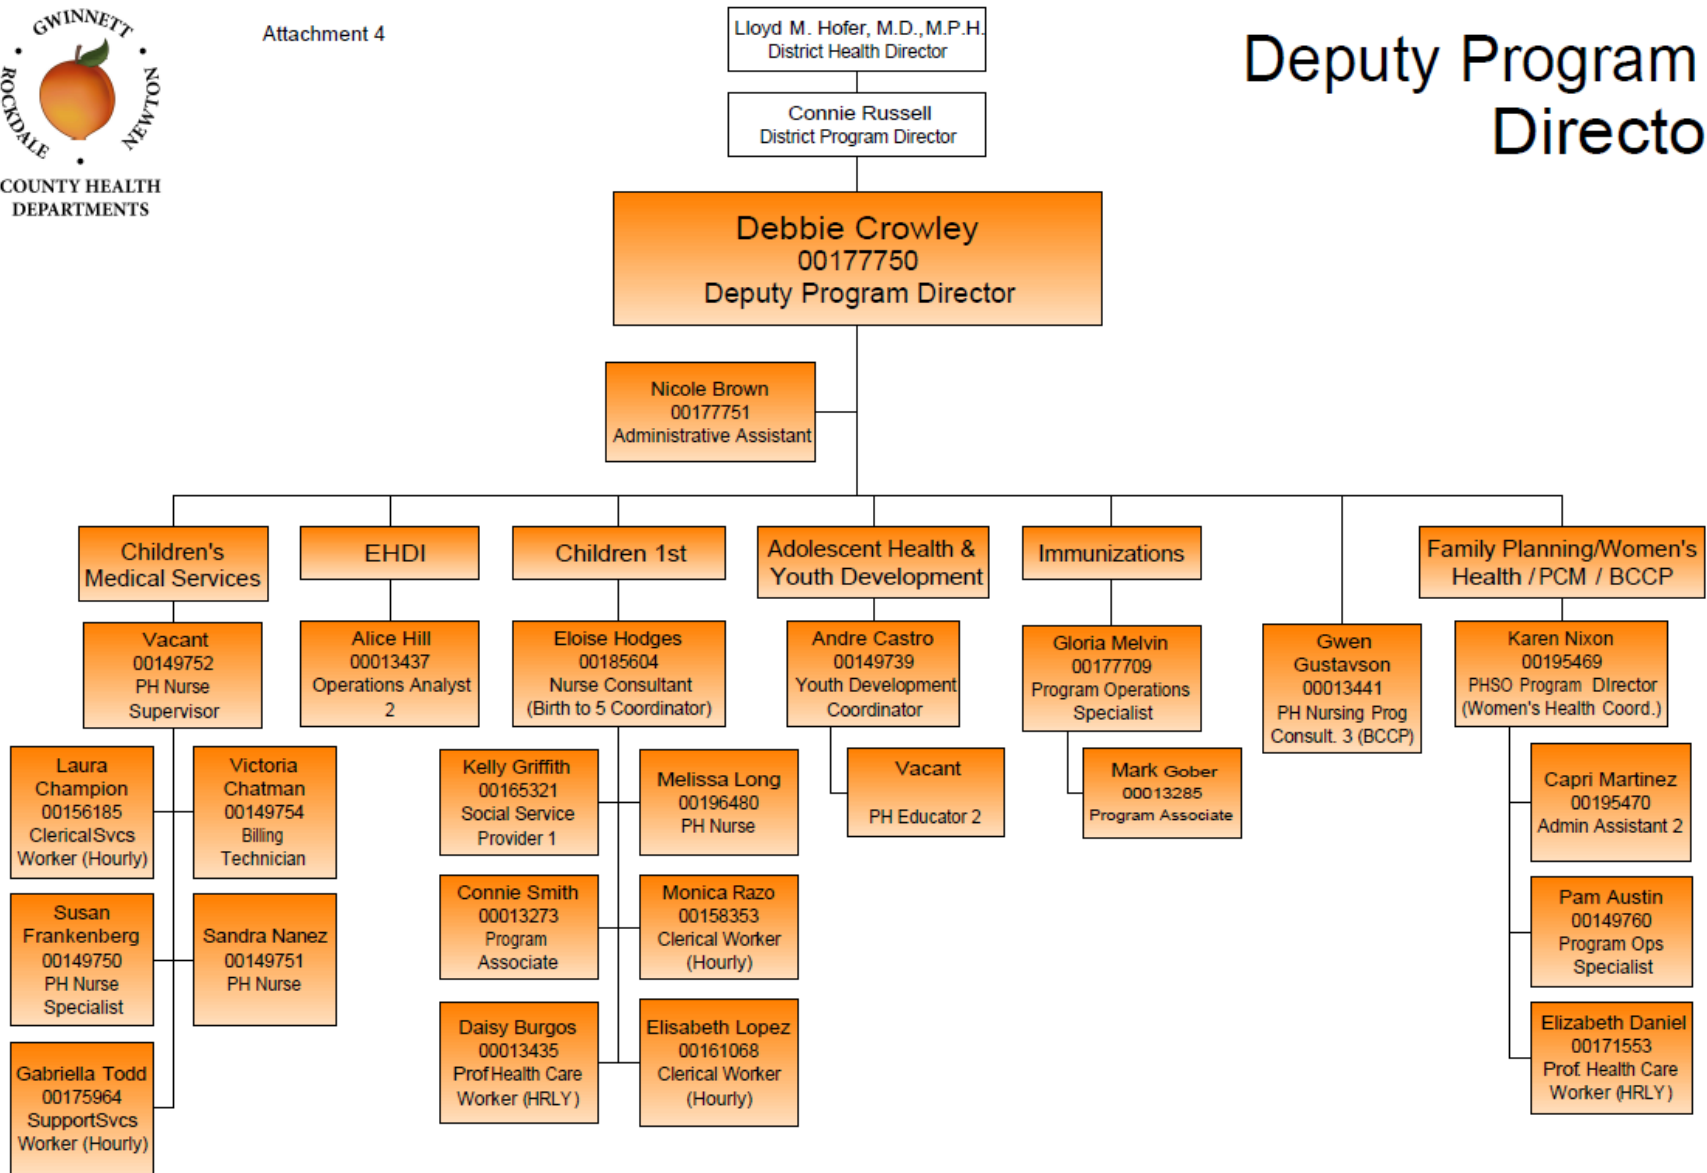 GWINNETT
ROCKDALE
NEWTON
COUNTY HEALTH
DEPARTMENTS
Attachment 4
Lloyd M. Hofer, M.D., M.P.H.
District Health Director
Deputy Program
Directo
Connie Russell
District Program Director
Debbie Crowley
00177750
Deputy Program Director
Nicole Brown
00177751
Administrative Assistant
Children's
Medical Services
EHDI
Children 1st
Adolescent Health &
Youth Development
Immunizations
Family Planning/Women's
Health / PCM / BCCP
Vacant
00149752
PH Nurse
Supervisor
Alice Hill
00013437
Operations Analyst
2
Eloise Hodges
00185604
Nurse Consultant
(Birth to 5 Coordinator)
Andre Castro
00149739
Youth Development
Coordinator
Gloria Melvin
00177709
Program Operations
Specialist
Gwen
Gustavson
00013441
PH Nursing Prog
Consult. 3 (BCCP)
Karen Nixon
00195469
PHSO Program DIrector
(Women's Health Coord.)
Laura
Champion
00156185
ClericalSvcs
Worker (Hourly)
Victoria
Chatman
00149754
Billing
Technician
Kelly Griffith
00165321
Social Service
Provider 1
Melissa Long
00196480
PH Nurse
Vacant
PH Educator 2
Mark Gober
00013285
Program Associate
Capri Martinez
00195470
Admin Assistant 2
Susan
Frankenberg
00149750
PH Nurse
Specialist
Sandra Nanez
00149751
PH Nurse
Connie Smith
00013273
Program
Associate
Monica Razo
00158353
Clerical Worker
(Hourly)
Pam Austin
00149760
Program Ops
Specialist
Gabriella Todd
00175964
SupportSvcs
Worker (Hourly)
Daisy Burgos
00013435
Prof Health Care
Worker (HRLY)
Elisabeth Lopez
00161068
Clerical Worker
(Hourly)
Elizabeth Daniel
00171553
Prof. Health Care
Worker (HRLY)